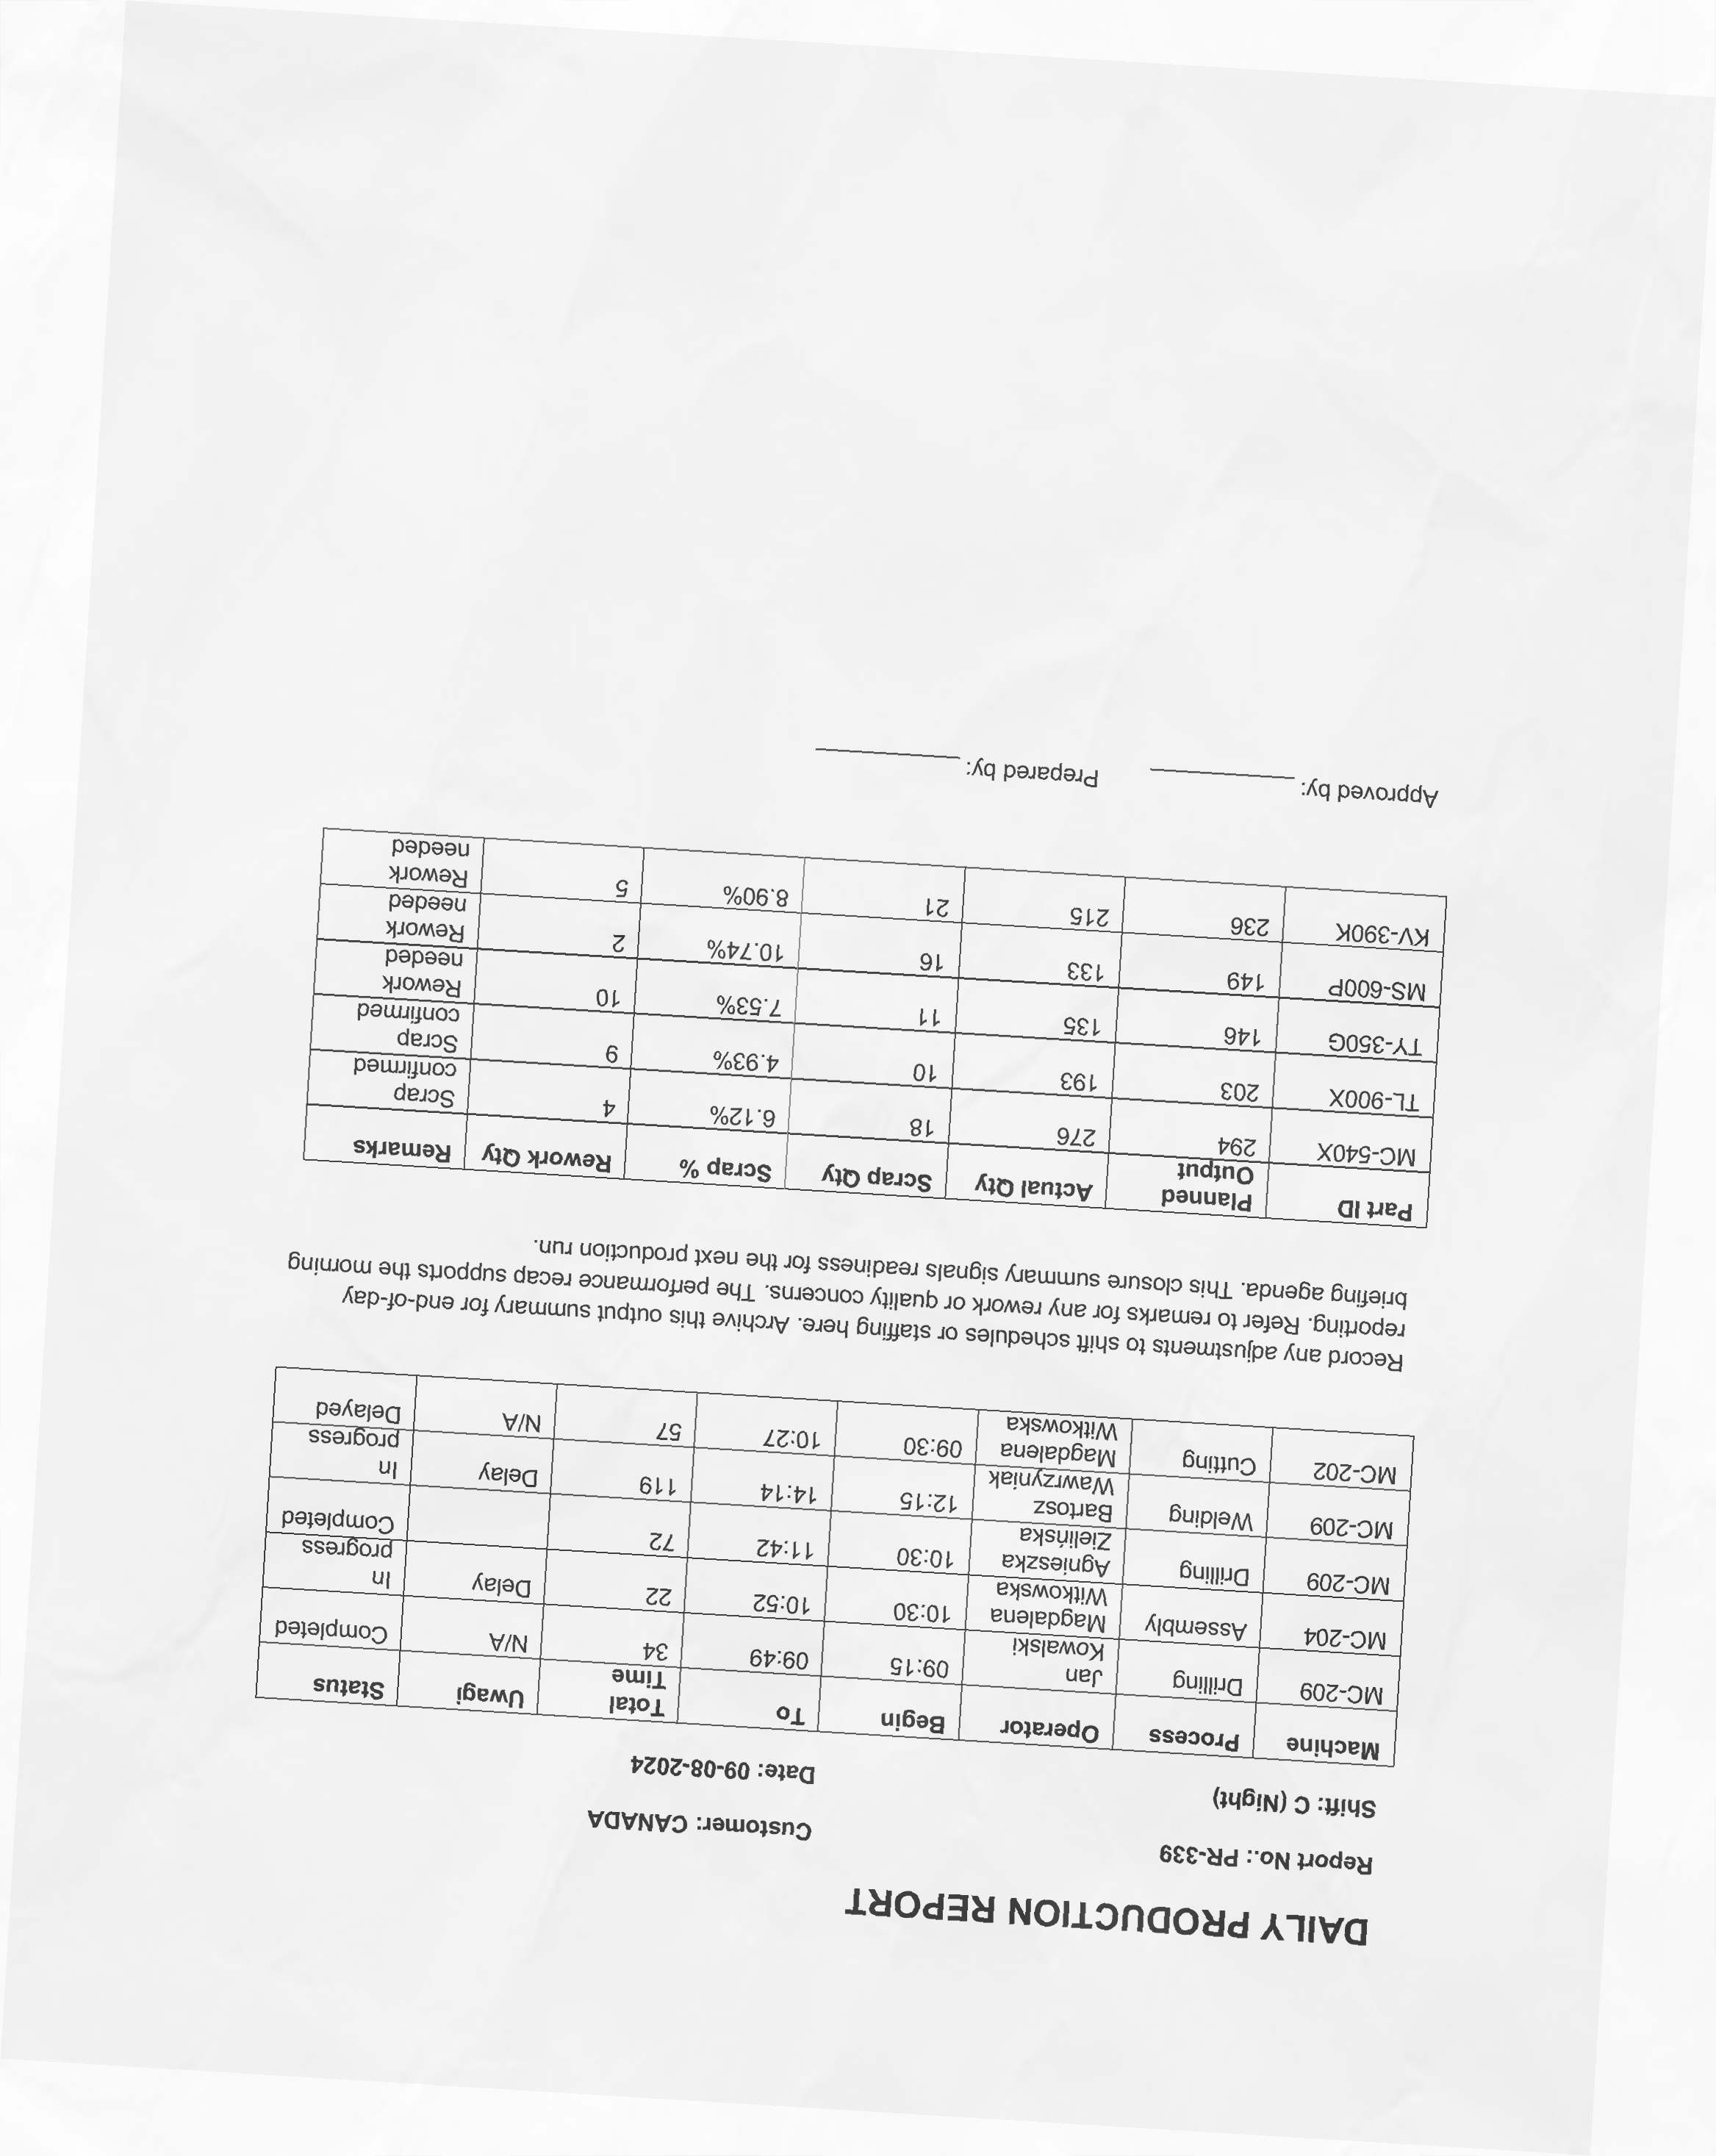 DAILY PRODUCTION REPORT
Report No.: PR-339 Customer: CANADA
Shift: C (Night) Date: 09-08-2024
Machine Process Operator Begin To Total Time Uwagi Status
MC-209 Drilling Jan Kowalski 09:15 09:49 34 N/A Completed
MC-204 Assembly Magdalena Witkowska 10:30 10:52 22 Delay In progress
MC-209 Drilling Agnieszka Zielińska 10:30 11:42 72 Completed
MC-209 Welding Bartosz Wawrzyniak 12:15 14:14 119 Delay In progress
MC-202 Cutting Magdalena Witkowska 09:30 10:27 57 N/A Delayed
Record any adjustments to shift schedules or staffing here. Archive this output summary for end-of-day
reporting. Refer to remarks for any rework or quality concerns. The performance recap supports the morning
briefing agenda. This closure summary signals readiness for the next production run.
Part ID Planned Output Actual Qty Scrap Qty Scrap % Rework Qty Remarks
MC-540X 294 276 18 6.12% 4 Scrap confirmed
TL-900X 203 193 10 4.93% 9 Scrap confirmed
TY-350G 146 135 11 7.53% 10 Rework needed
MS-600P 149 133 16 10.74% 2 Rework needed
KV-390K 236 215 21 8.90% 5 Rework needed
Approved by: ____________ Prepared by: ____________